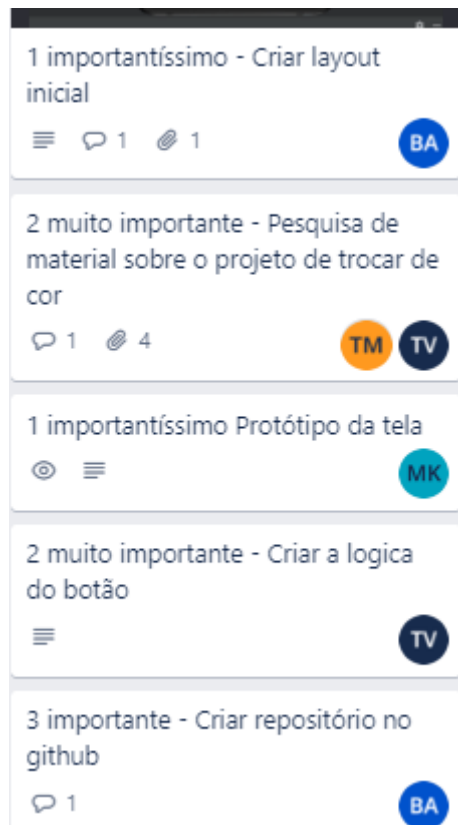 1 importantíssimo - Criar layout
inicial
1 1 BA
2 muito importante - Pesquisa de
material sobre o projeto de trocar de
cor
1 4 TM TV
1 importantíssimo Protótipo da tela
MK
2 muito importante - Criar a logica
do botão
TV
3 importante - Criar repositório no
github
1 BA